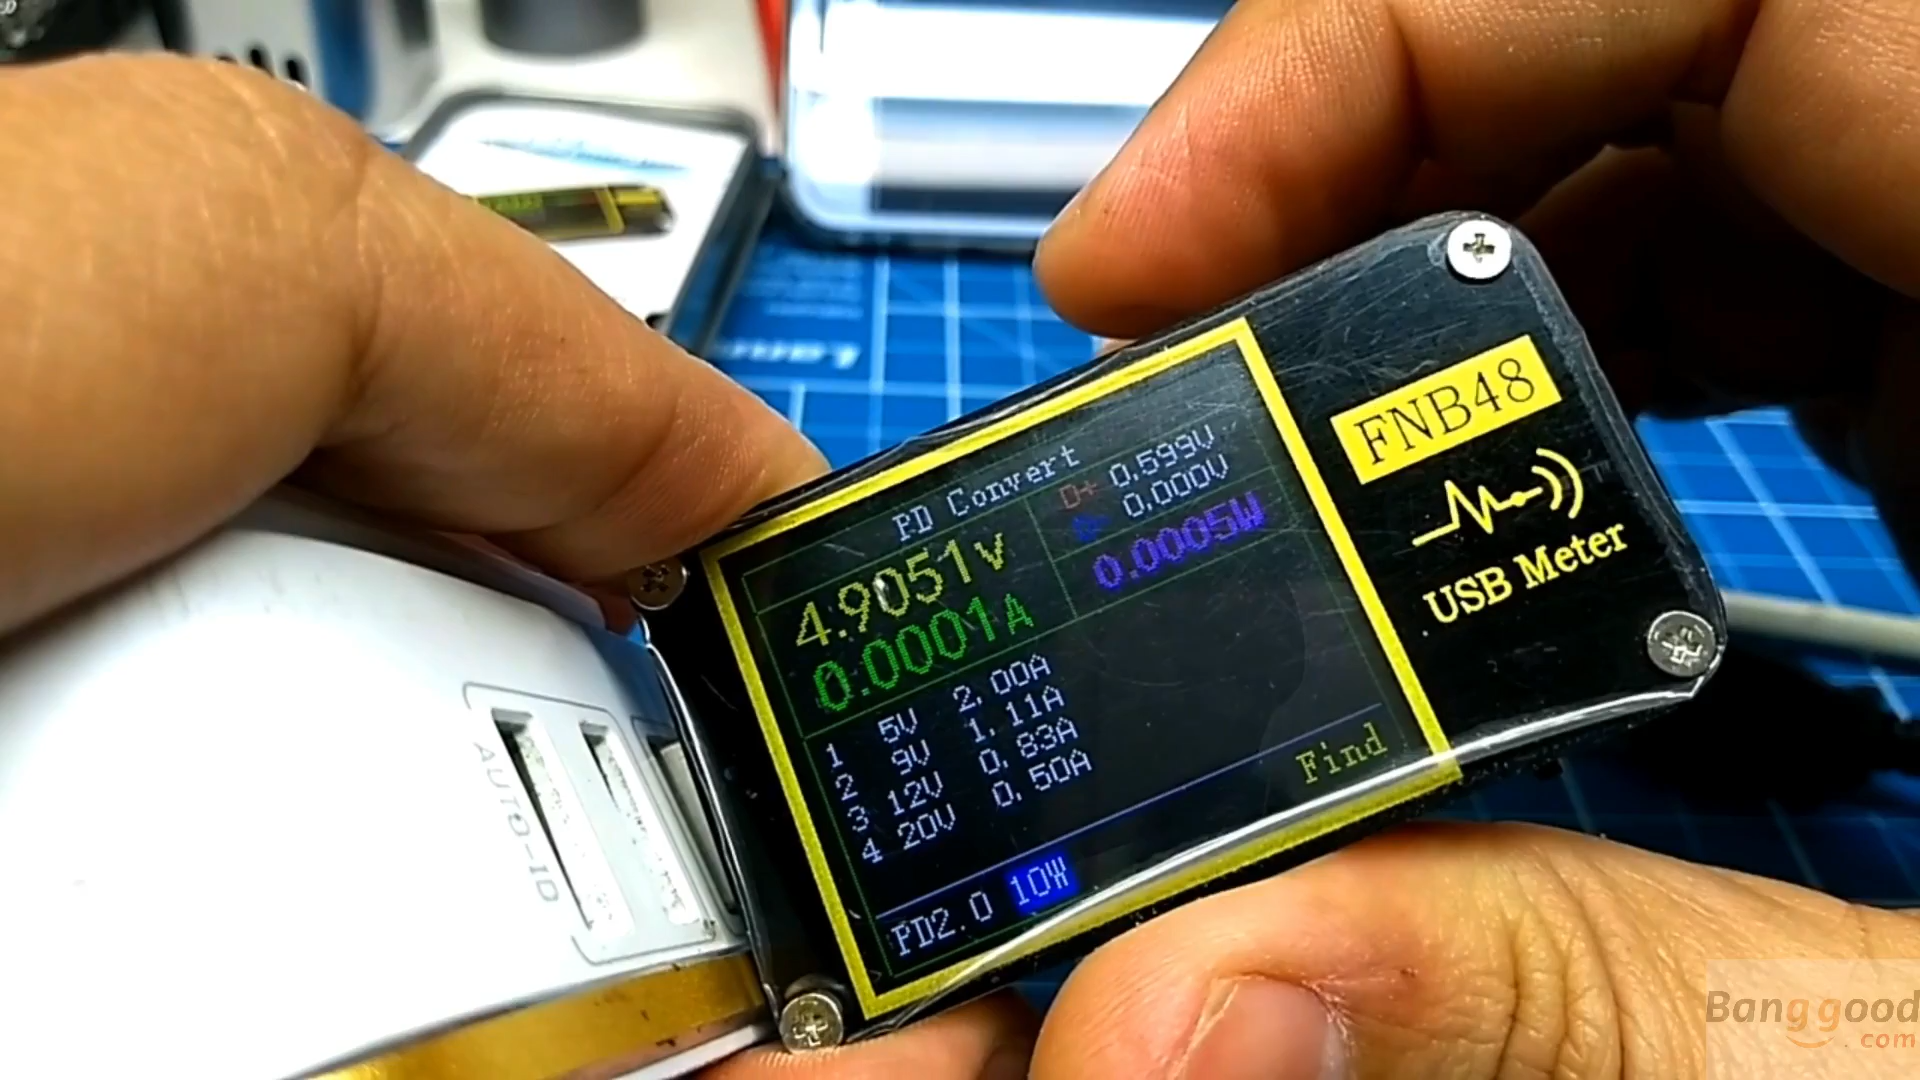 PD Convert
4.9051V
0.0001A
D+ 0.599V
D- 0.000V
0.0005W
1 5V 2.00A
2 9V 1.11A
3 12V 0.83A
4 20V 0.50A
Find
PD2.0 10W
FNB48
USB Meter
AUTO-ID
Banggood
.com